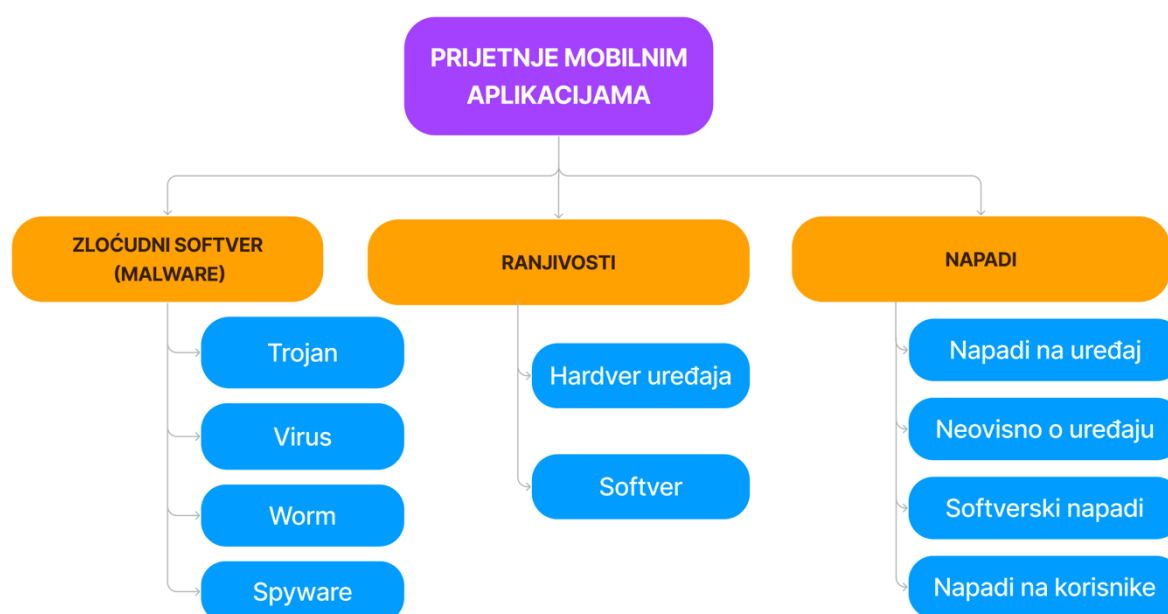 PRIJETNJE MOBILNIM
APLIKACIJAMA
ZLOĆUDNI SOFTVER
(MALWARE)
Trojan
Virus
Worm
Spyware
RANJIVOSTI
Hardver uređaja
Softver
NAPADI
Napadi na uređaj
Neovisno o uređaju
Softverski napadi
Napadi na korisnike